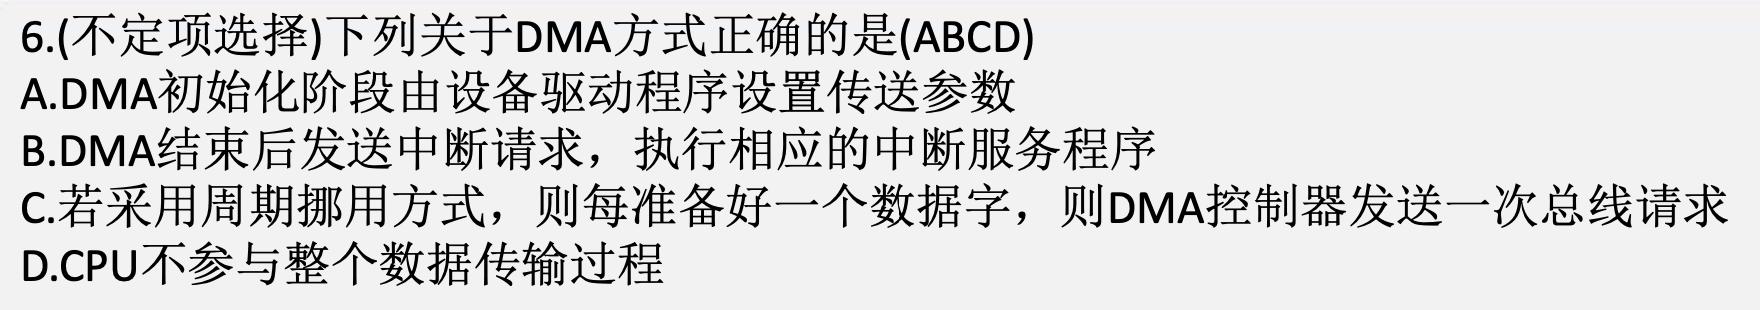 6.(不定项选择)下列关于DMA方式正确的是(ABCD)
A.DMA初始化阶段由设备驱动程序设置传送参数
B.DMA结束后发送中断请求，执行相应的中断服务程序
C.若采用周期挪用方式，则每准备好一个数据字，则DMA控制器发送一次总线请求
D.CPU不参与整个数据传输过程